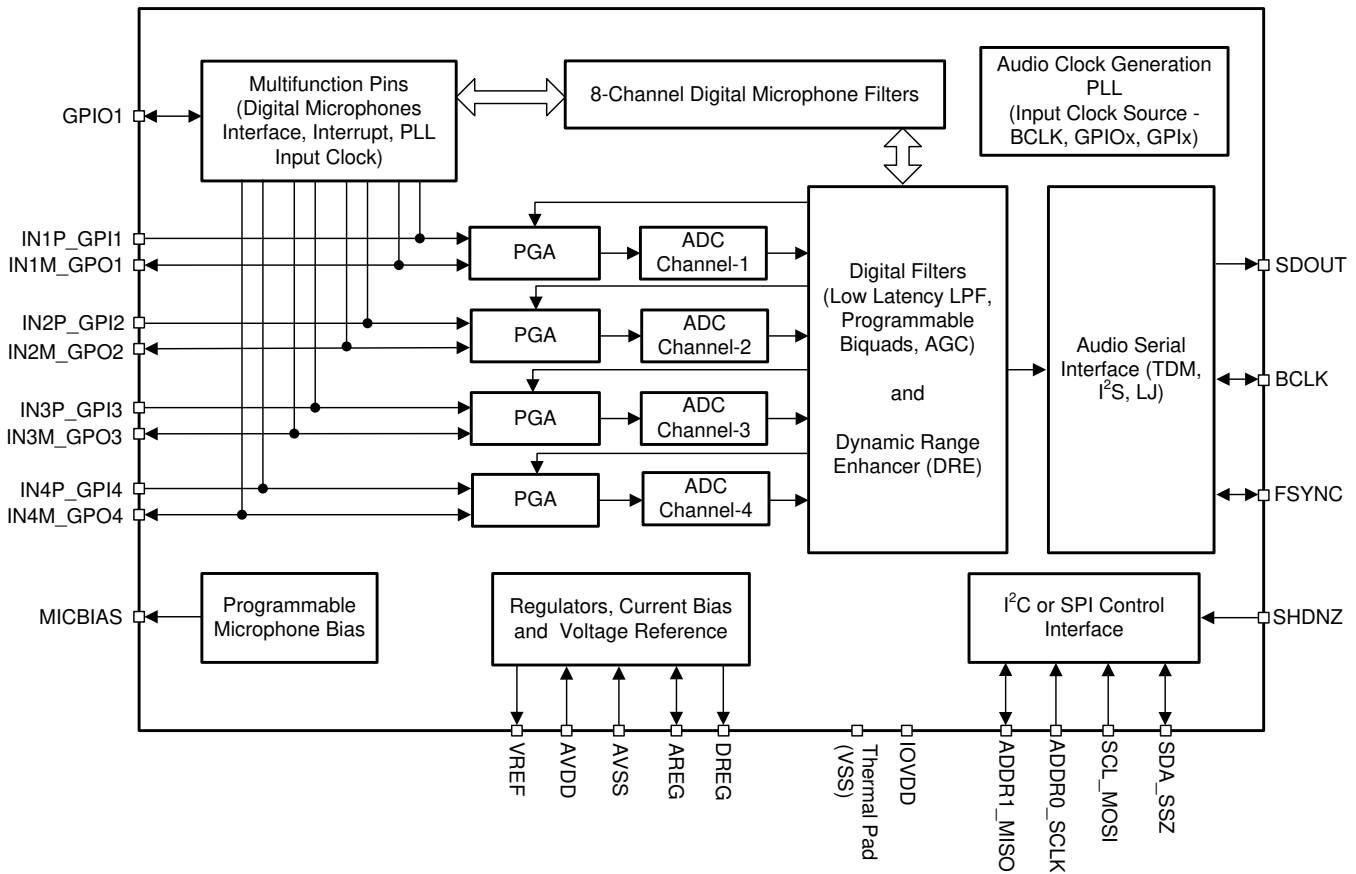 Multifunction Pins
(Digital Microphones
Interface, Interrupt, PLL
Input Clock)
8-Channel Digital Microphone Filters
Audio Clock Generation
PLL
(Input Clock Source -
BCLK, GPIOx, GPIx)
GPIO1
IN1P_GPI1
IN1M_GPO1
IN2P_GPI2
IN2M_GPO2
IN3P_GPI3
IN3M_GPO3
IN4P_GPI4
IN4M_GPO4
PGA
ADC
Channel-1
PGA
ADC
Channel-2
PGA
ADC
Channel-3
PGA
ADC
Channel-4
Digital Filters
(Low Latency LPF,
Programmable
Biquads, AGC)
and
Dynamic Range
Enhancer (DRE)
Audio Serial
Interface (TDM,
I²S, LJ)
SDOUT
BCLK
FSYNC
MICBIAS
Programmable
Microphone Bias
Regulators, Current Bias
and Voltage Reference
I²C or SPI Control
Interface
SHDNZ
VREF
AVDD
AVSS
AREG
DREG
Thermal Pad
(VSS)
IOVDD
ADDR1_MISO
ADDR0_SCLK
SCL_MOSI
SDA_SSZ